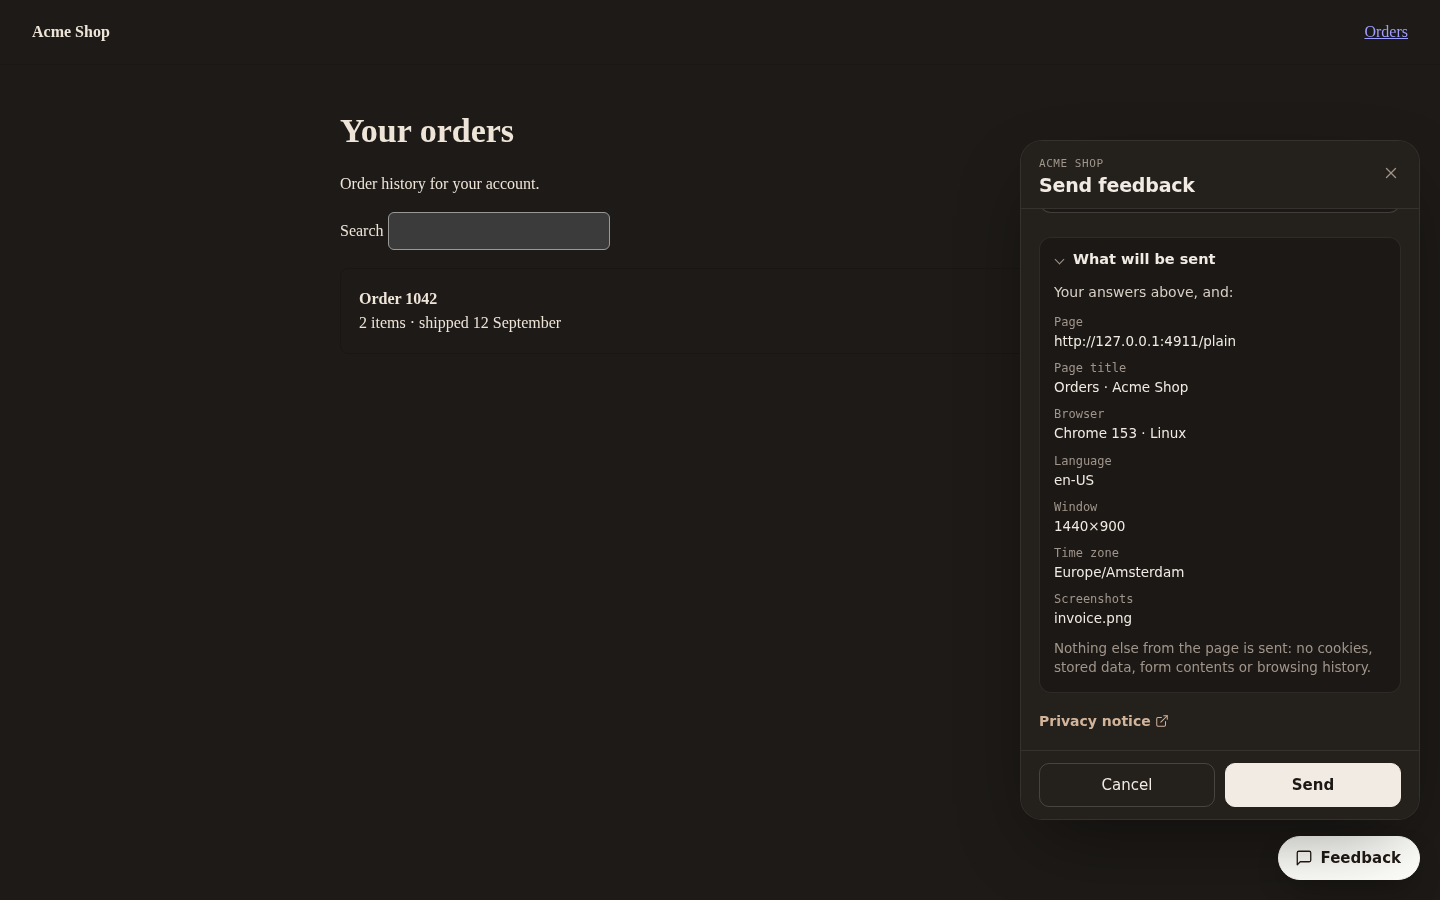 Acme Shop
Orders
Your orders
Order history for your account.
Search
Order 1042
2 items · shipped 12 September
ACME SHOP
Send feedback
What will be sent
Your answers above, and:
Page
http://127.0.0.1:4911/plain
Page title
Orders · Acme Shop
Browser
Chrome 153 · Linux
Language
en-US
Window
1440×900
Time zone
Europe/Amsterdam
Screenshots
invoice.png
Nothing else from the page is sent: no cookies,
stored data, form contents or browsing history.
Privacy notice
Cancel
Send
Feedback